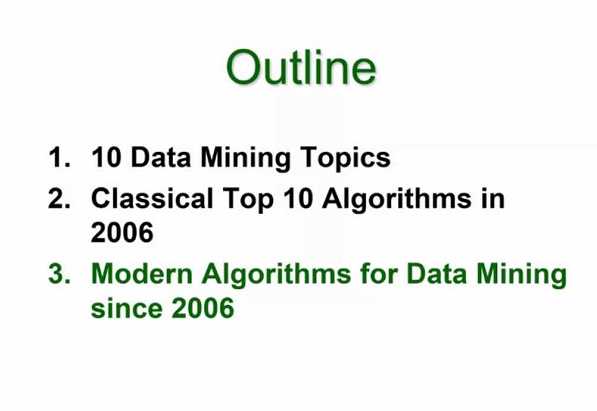 Outline
1. 10 Data Mining Topics
2. Classical Top 10 Algorithms in
2006
3. Modern Algorithms for Data Mining
since 2006